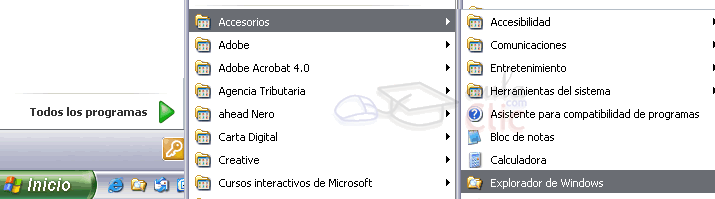 Todos los programas
Inicio
Accesorios
Adobe
Adobe Acrobat 4.0
Agencia Tributaria
ahead Nero
Carta Digital
Creative
Cursos interactivos de Microsoft
Accesibilidad
Comunicaciones
Entretenimiento
Herramientas del sistema
Asistente para compatibilidad de programas
Bloc de notas
Calculadora
Explorador de Windows